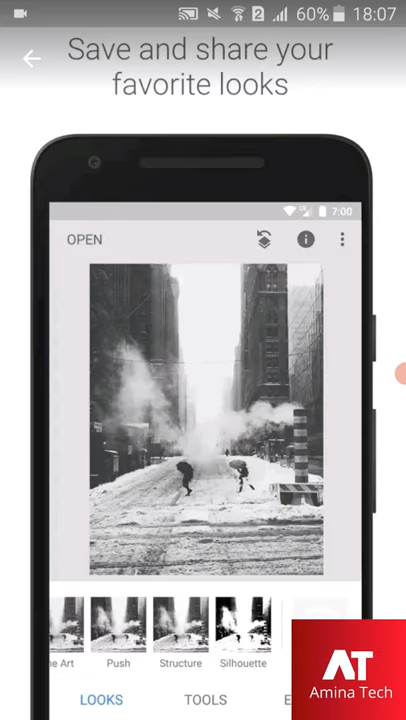 2 60% 18:07
Save and share your
favorite looks
7:00
OPEN
ne Art Push Structure Silhouette
LOOKS TOOLS E
AT
Amina Tech